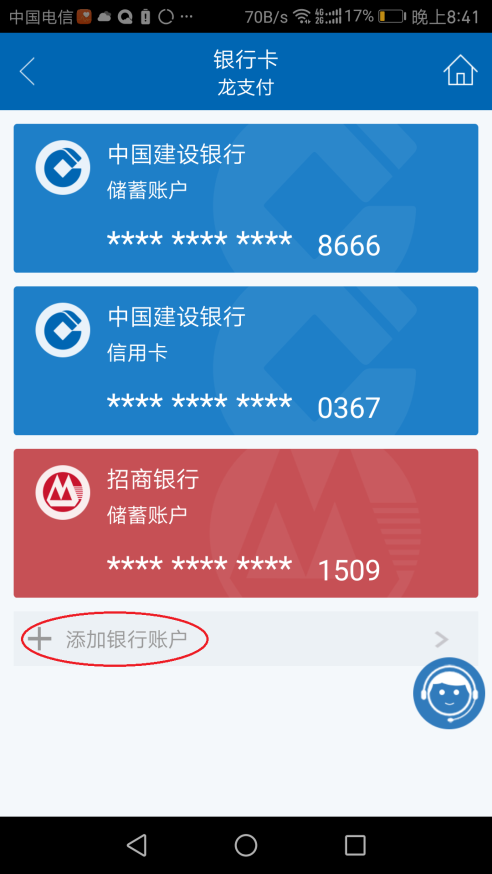 中国电信 ··· 70B/s 4G 2G 17% 晚上8:41
银行卡
龙支付
中国建设银行
储蓄账户
**** **** **** 8666
中国建设银行
信用卡
**** **** **** 0367
招商银行
储蓄账户
**** **** **** 1509
添加银行账户